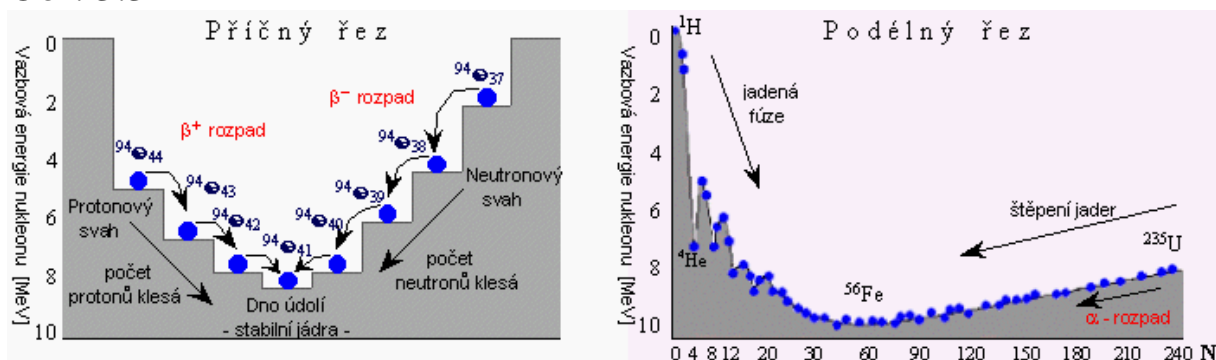 Příčný řez
Vazbová energie nukleonu [MeV]
0
2
4
6
8
10
94 37
β⁻ rozpad
94 38
β⁺ rozpad
94 44
94 43
94 39
Neutronový
svah
Protonový
svah
94 42
94 40
94 41
počet
protonů klesá
počet
neutronů klesá
Dno údolí
- stabilní jádra -
Podélný řez
Vazbová energie nukleonu [MeV]
0
2
4
6
8
10
¹H
jadená
fúze
štěpení jader
⁴He
²³⁵U
⁵⁶Fe
α - rozpad
0 4 8 12 20 30 60 90 120 150 180 210 240 N